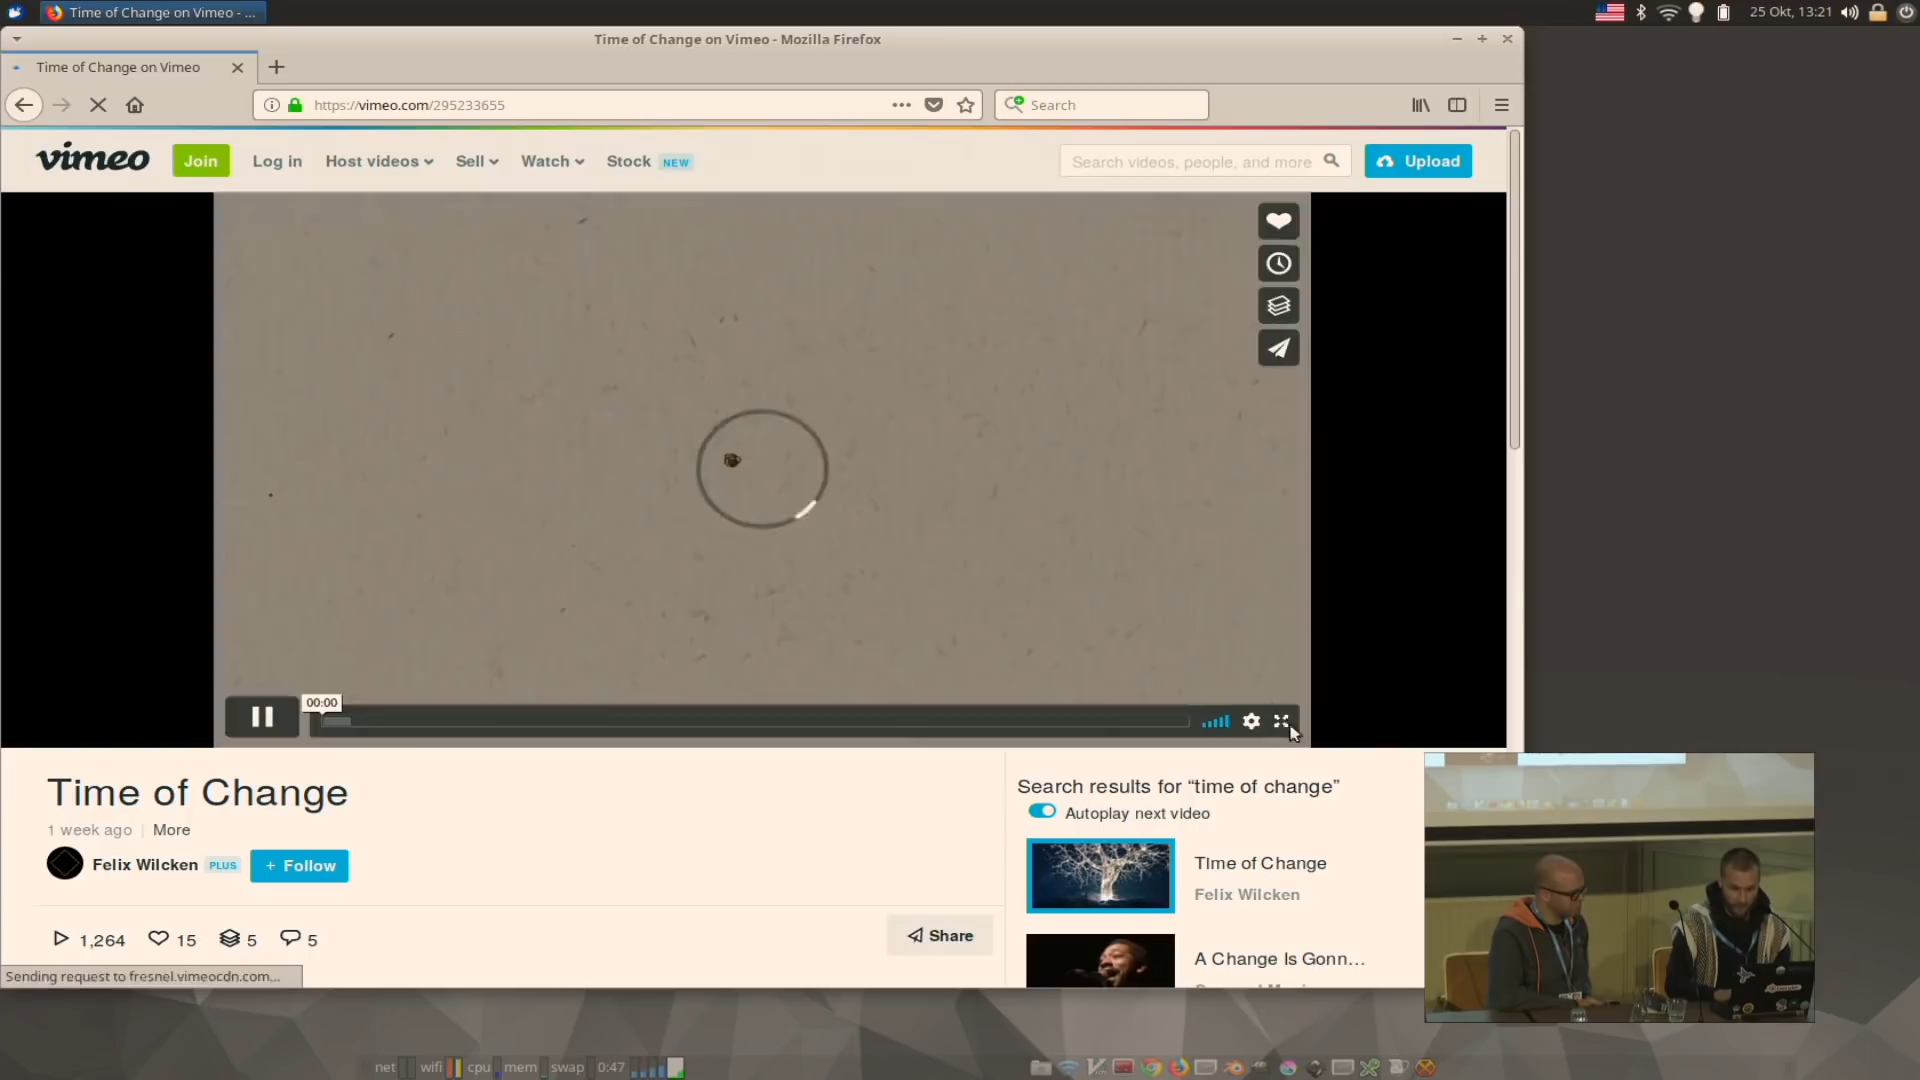 Time of Change on Vimeo - ...
25 Okt, 13:21
Time of Change on Vimeo - Mozilla Firefox
Time of Change on Vimeo
https://vimeo.com/295233655
Search
vimeo
Join
Log in
Host videos
Sell
Watch
Stock NEW
Search videos, people, and more
Upload
00:00
Time of Change
1 week ago | More
Felix Wilcken PLUS
+ Follow
1,264
15
5
5
Share
Search results for “time of change”
Autoplay next video
TIme of Change
Felix Wilcken
A Change Is Gonn…
Sending request to fresnel.vimeocdn.com…
net wifi cpu mem swap 0:47